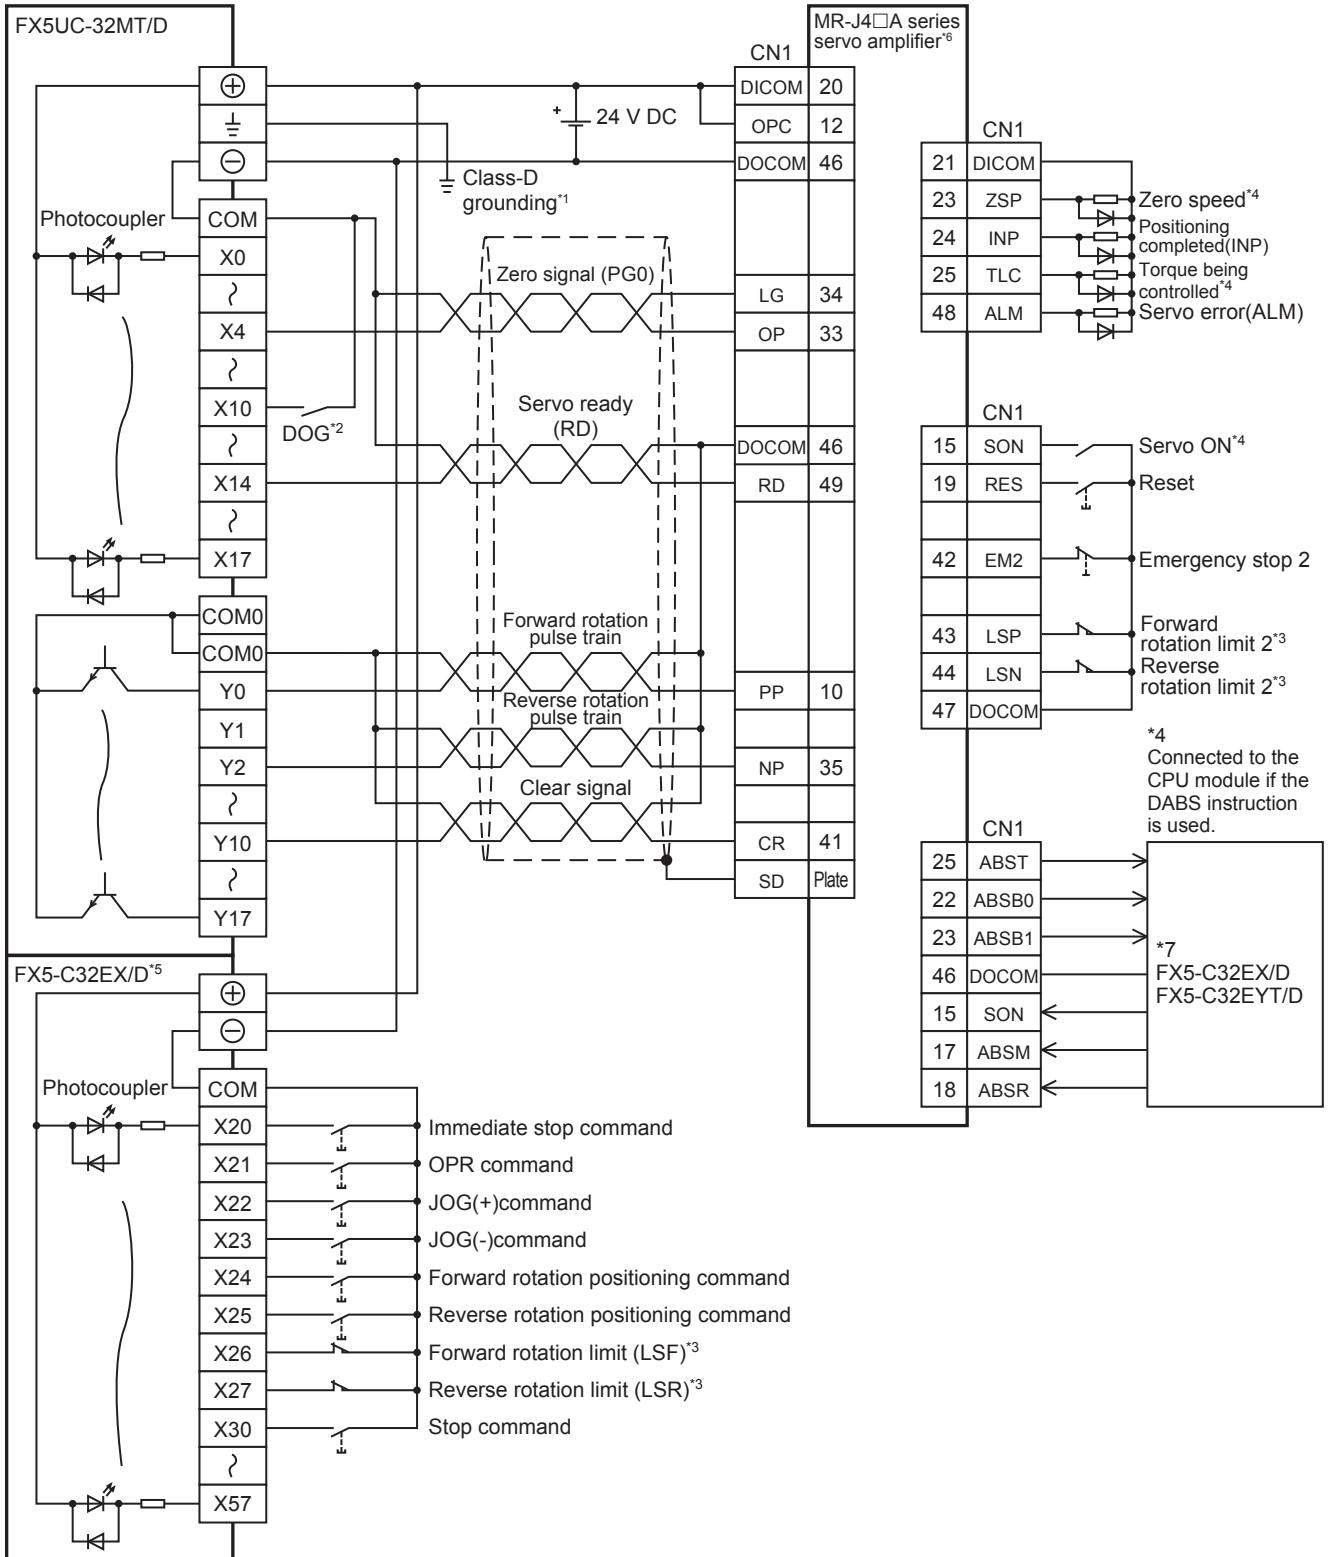 FX5UC-32MT/D
⊕
⊖
Photocoupler
COM
X0
X4
X10
X14
X17
COM0
COM0
Y0
Y1
Y2
Y10
Y17
DOG*2
Class-D
grounding*1
24 V DC
+
Zero signal (PG0)
Servo ready
(RD)
Forward rotation
pulse train
Reverse rotation
pulse train
Clear signal
MR-J4□A series
servo amplifier*6
CN1
DICOM 20
OPC 12
DOCOM 46
LG 34
OP 33
DOCOM 46
RD 49
PP 10
NP 35
CR 41
SD Plate
CN1
21 DICOM
23 ZSP Zero speed*4
24 INP Positioning
completed(INP)
25 TLC Torque being
controlled*4
48 ALM Servo error(ALM)
CN1
15 SON Servo ON*4
19 RES Reset
42 EM2 Emergency stop 2
43 LSP Forward
rotation limit 2*3
44 LSN Reverse
rotation limit 2*3
47 DOCOM
*4
Connected to the
CPU module if the
DABS instruction
is used.
CN1
25 ABST
22 ABSB0
23 ABSB1
46 DOCOM
15 SON
17 ABSM
18 ABSR
*7
FX5-C32EX/D
FX5-C32EYT/D
FX5-C32EX/D*5
⊕
⊖
Photocoupler
COM
X20 Immediate stop command
X21 OPR command
X22 JOG(+)command
X23 JOG(-)command
X24 Forward rotation positioning command
X25 Reverse rotation positioning command
X26 Forward rotation limit (LSF)*3
X27 Reverse rotation limit (LSR)*3
X30 Stop command
X57